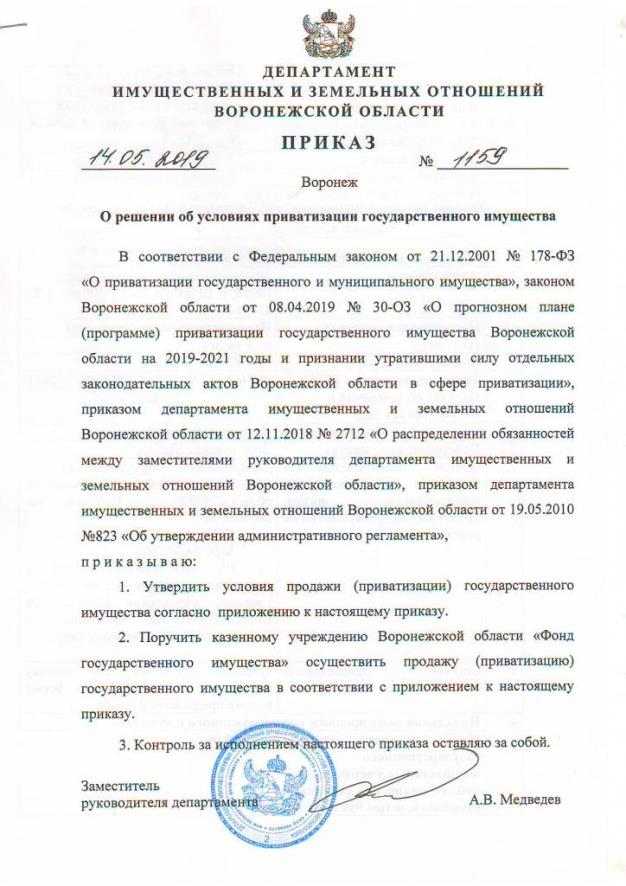 ДЕПАРТАМЕНТ
ИМУЩЕСТВЕННЫХ И ЗЕМЕЛЬНЫХ ОТНОШЕНИЙ
ВОРОНЕЖСКОЙ ОБЛАСТИ
ПРИКАЗ
14.05.2019 № 1159
Воронеж
О решении об условиях приватизации государственного имущества
В соответствии с Федеральным законом от 21.12.2001 № 178-ФЗ
«О приватизации государственного и муниципального имущества», законом
Воронежской области от 08.04.2019 № 30-ОЗ «О прогнозном плане
(программе) приватизации государственного имущества Воронежской
области на 2019-2021 годы и признании утратившими силу отдельных
законодательных актов Воронежской области в сфере приватизации»,
приказом департамента имущественных и земельных отношений
Воронежской области от 12.11.2018 № 2712 «О распределении обязанностей
между заместителями руководителя департамента имущественных и
земельных отношений Воронежской области», приказом департамента
имущественных и земельных отношений Воронежской области от 19.05.2010
№823 «Об утверждении административного регламента»,
п р и к а з ы в а ю:
1. Утвердить условия продажи (приватизации) государственного
имущества согласно приложению к настоящему приказу.
2. Поручить казенному учреждению Воронежской области «Фонд
государственного имущества» осуществить продажу (приватизацию)
государственного имущества в соответствии с приложением к настоящему
приказу.
3. Контроль за исполнением настоящего приказа оставляю за собой.
Заместитель
руководителя департамента А.В. Медведев
2